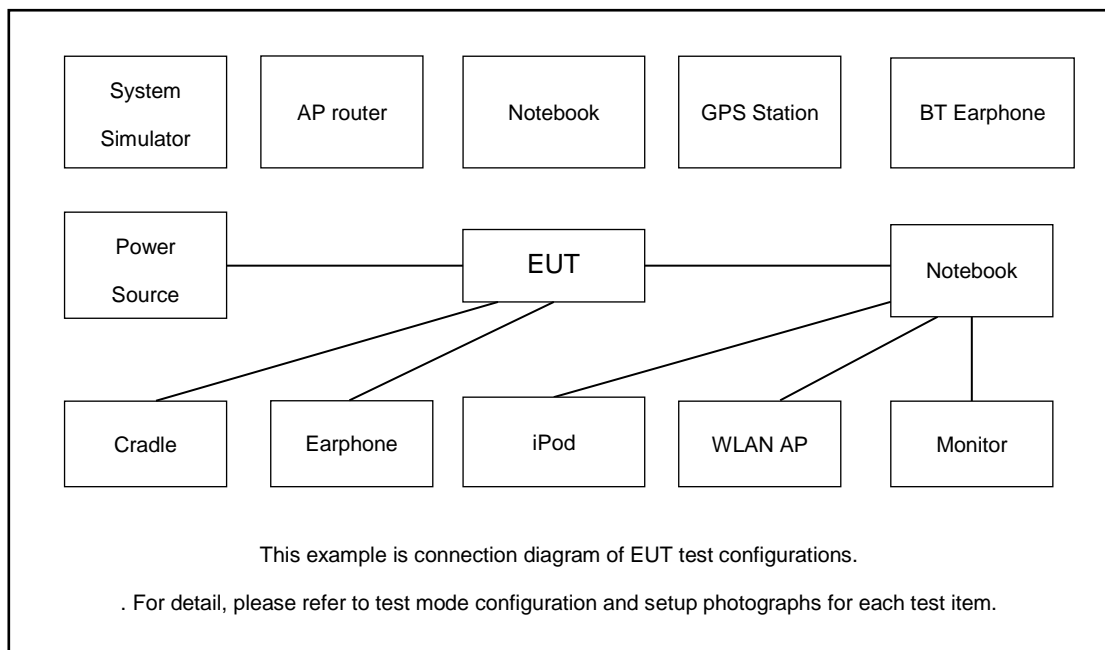 System
Simulator
AP router
Notebook
GPS Station
BT Earphone
Power
Source
EUT
Notebook
Cradle
Earphone
iPod
WLAN AP
Monitor
This example is connection diagram of EUT test configurations.
. For detail, please refer to test mode configuration and setup photographs for each test item.